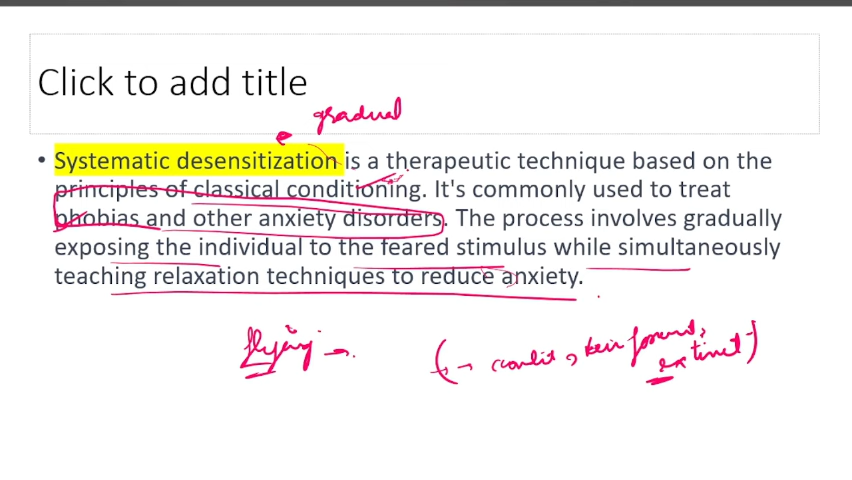 Click to add title
gradual
• Systematic desensitization is a therapeutic technique based on the
principles of classical conditioning. It's commonly used to treat
phobias and other anxiety disorders. The process involves gradually
exposing the individual to the feared stimulus while simultaneously
teaching relaxation techniques to reduce anxiety.
flying →
(→ , extinct)